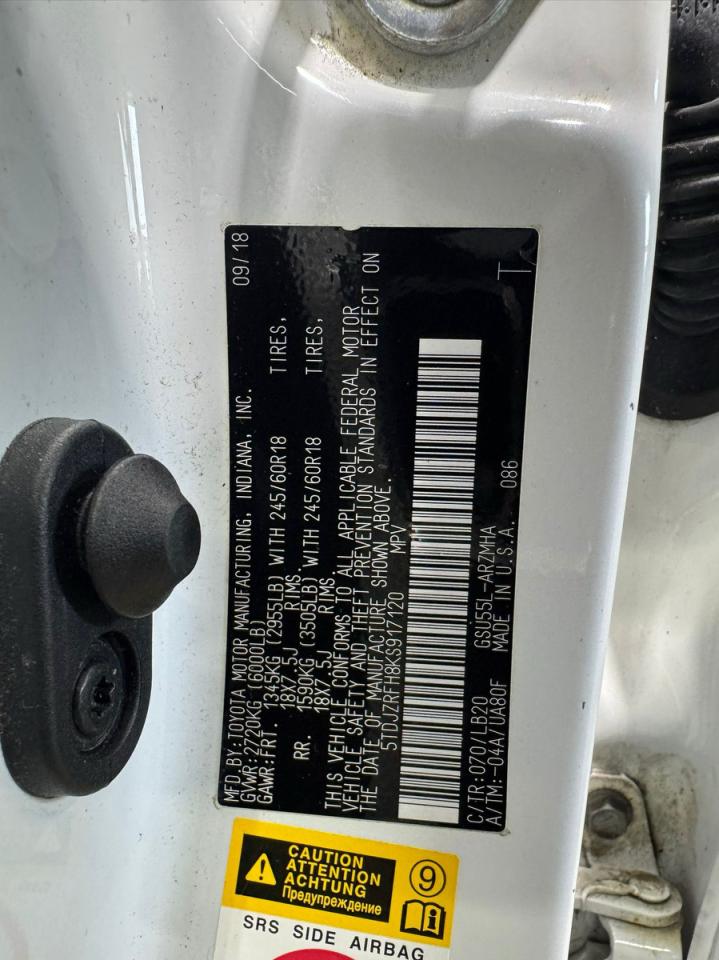 MFD BY:TOYOTA MOTOR MANUFACTURING, INDIANA, INC. 09/18
GVWR:2720KG (6000LB)
GAWR:FRT. 1345KG (2955LB) WITH 245/60R18 TIRES,
18X7.5J RIMS
RR. 1590KG (3505LB) WITH 245/60R18 TIRES,
18X7.5J RIMS
THIS VEHICLE CONFORMS TO ALL APPLICABLE FEDERAL MOTOR
VEHICLE SAFETY AND THEFT PREVENTION STANDARDS IN EFFECT ON
THE DATE OF MANUFACTURE SHOWN ABOVE.
5TDJZRFH8KS917120 MPV
C/TR:070/LB20 GSU55L-ARZMHA
A/TM:-04A/UA80F MADE IN U.S.A. 086
T
CAUTION
ATTENTION
ACHTUNG
Предупреждение
9
i
SRS SIDE AIRBAG